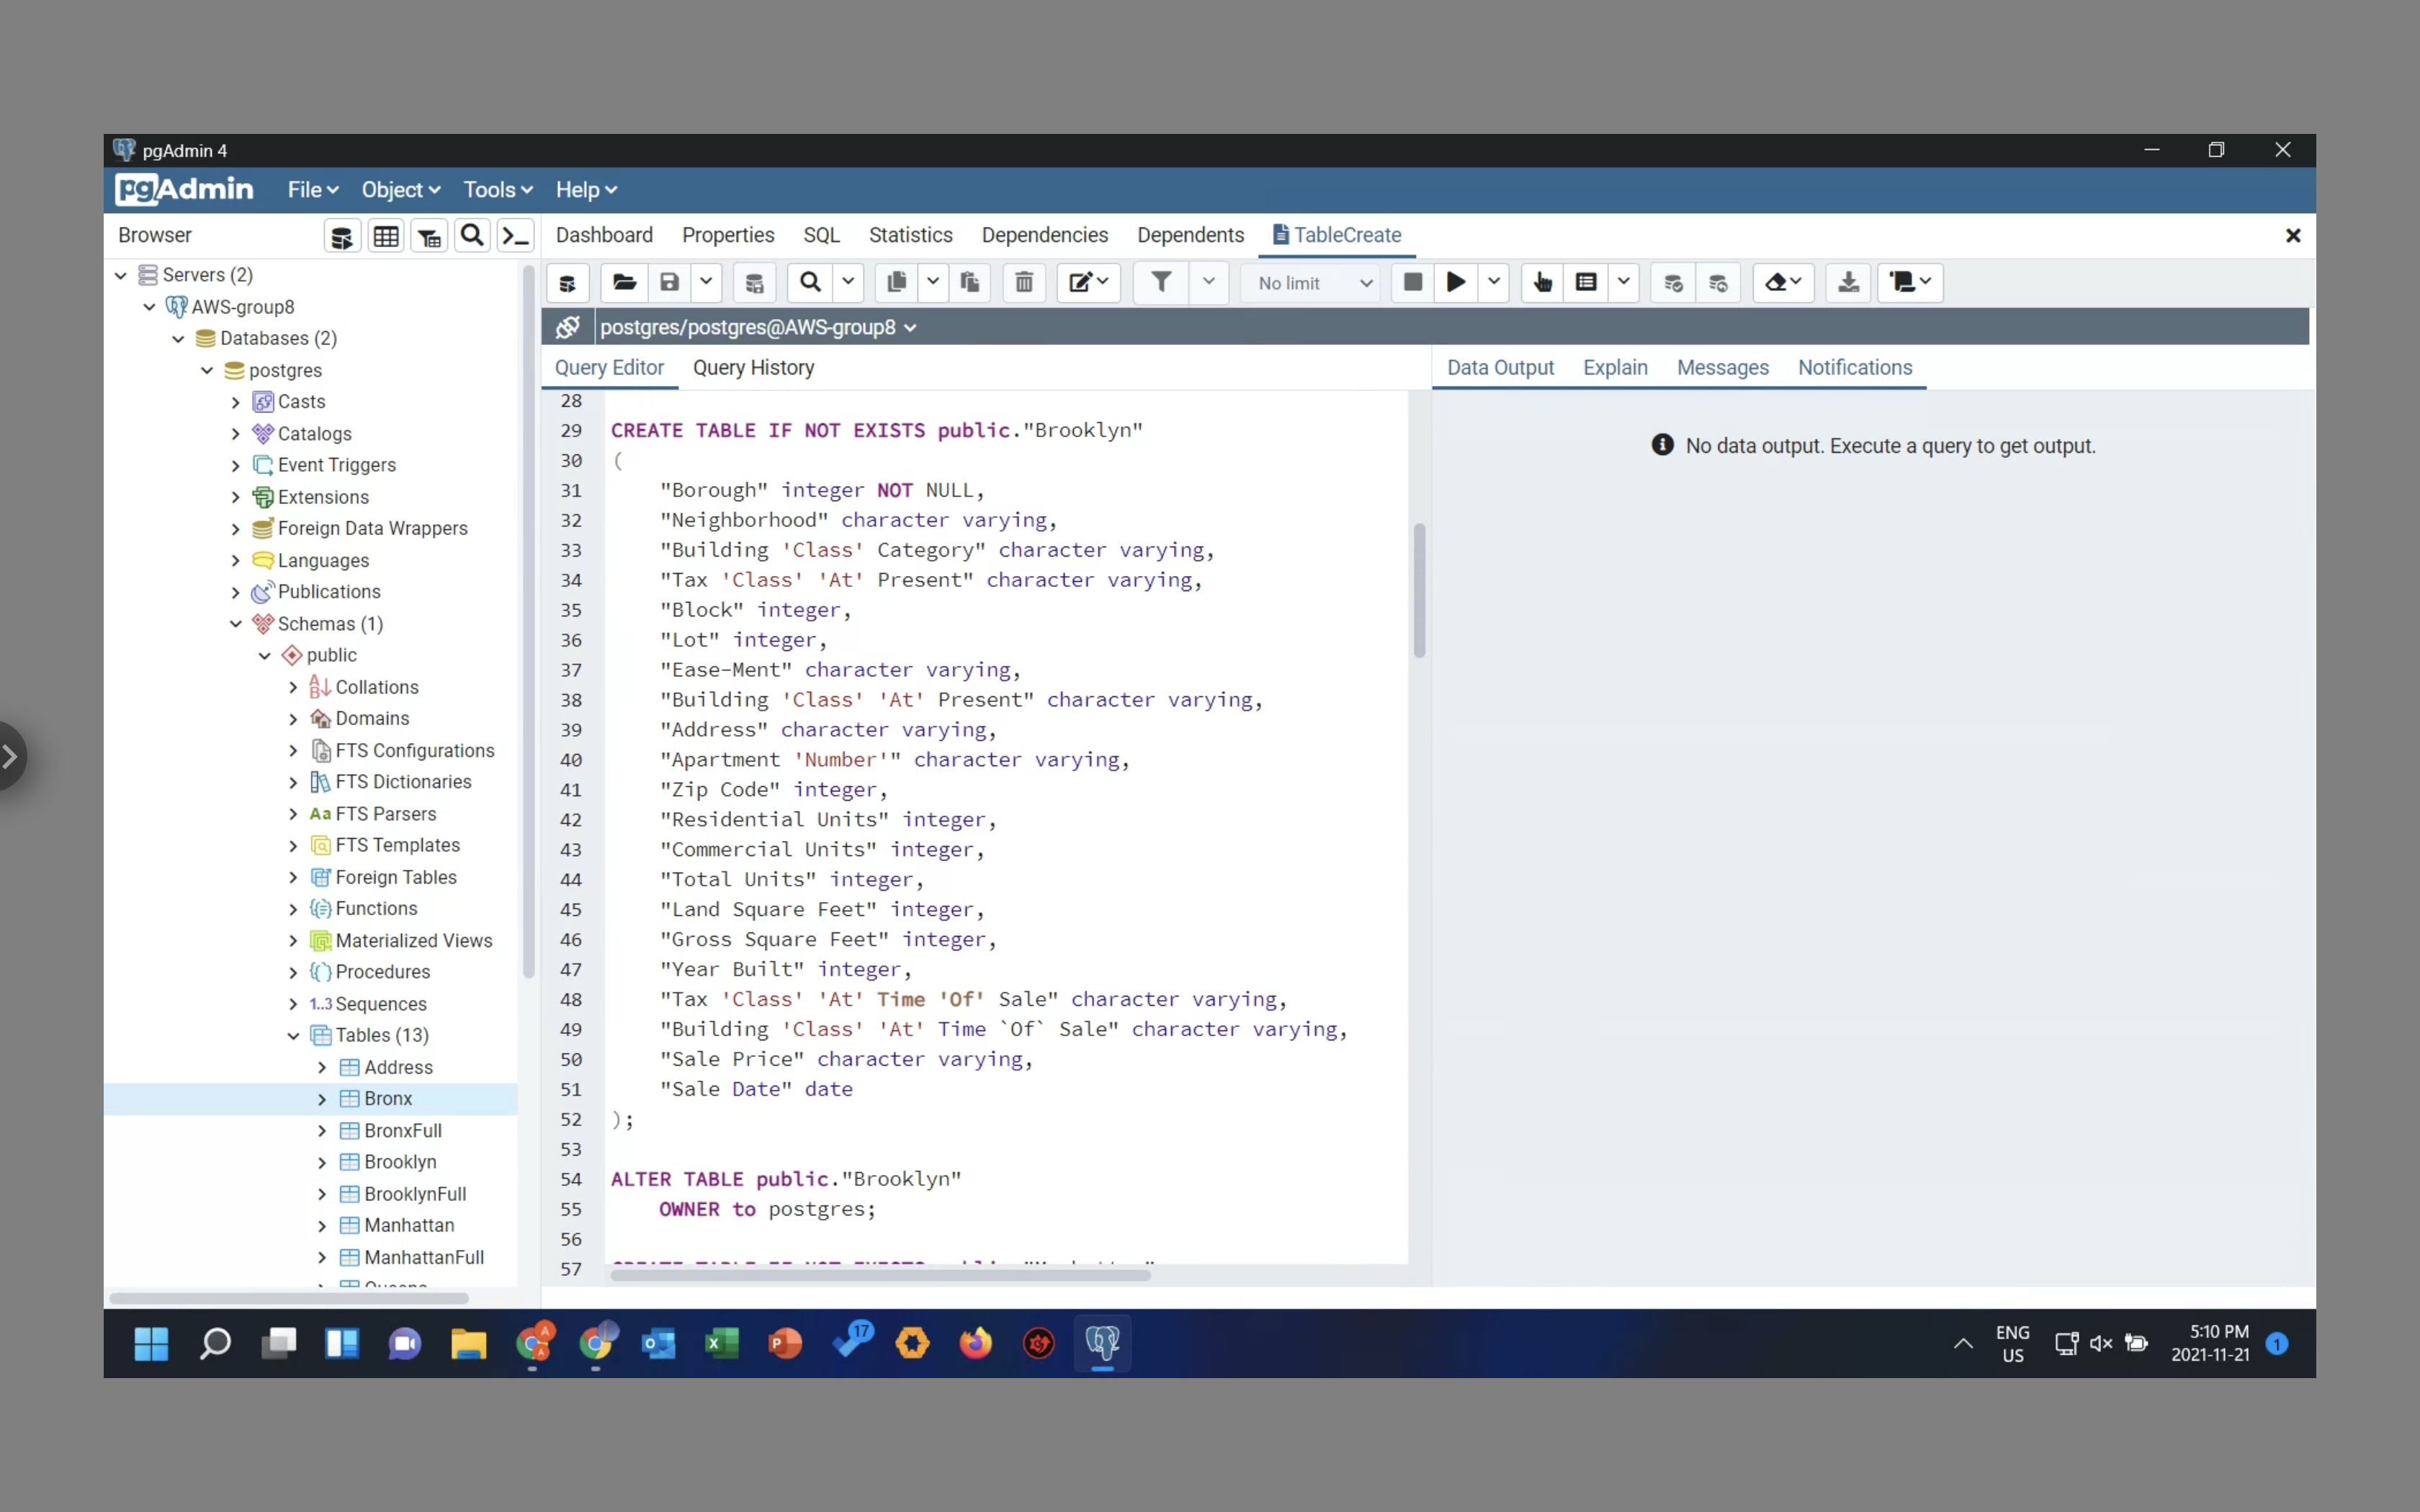 pgAdmin 4
pgAdmin File Object Tools Help
Browser
Dashboard Properties SQL Statistics Dependencies Dependents TableCreate
Servers (2)
AWS-group8
Databases (2)
postgres
Casts
Catalogs
Event Triggers
Extensions
Foreign Data Wrappers
Languages
Publications
Schemas (1)
public
Collations
Domains
FTS Configurations
FTS Dictionaries
Aa FTS Parsers
FTS Templates
Foreign Tables
Functions
Materialized Views
Procedures
1..3 Sequences
Tables (13)
Address
Bronx
BronxFull
Brooklyn
BrooklynFull
Manhattan
ManhattanFull
No limit
postgres/postgres@AWS-group8
Query Editor Query History
28
29 CREATE TABLE IF NOT EXISTS public."Brooklyn"
30 (
31 "Borough" integer NOT NULL,
32 "Neighborhood" character varying,
33 "Building 'Class' Category" character varying,
34 "Tax 'Class' 'At' Present" character varying,
35 "Block" integer,
36 "Lot" integer,
37 "Ease-Ment" character varying,
38 "Building 'Class' 'At' Present" character varying,
39 "Address" character varying,
40 "Apartment 'Number'" character varying,
41 "Zip Code" integer,
42 "Residential Units" integer,
43 "Commercial Units" integer,
44 "Total Units" integer,
45 "Land Square Feet" integer,
46 "Gross Square Feet" integer,
47 "Year Built" integer,
48 "Tax 'Class' 'At' Time 'Of' Sale" character varying,
49 "Building 'Class' 'At' Time `Of` Sale" character varying,
50 "Sale Price" character varying,
51 "Sale Date" date
52 );
53
54 ALTER TABLE public."Brooklyn"
55 OWNER to postgres;
56
57
Data Output Explain Messages Notifications
No data output. Execute a query to get output.
17
ENG
US
5:10 PM
2021-11-21
1